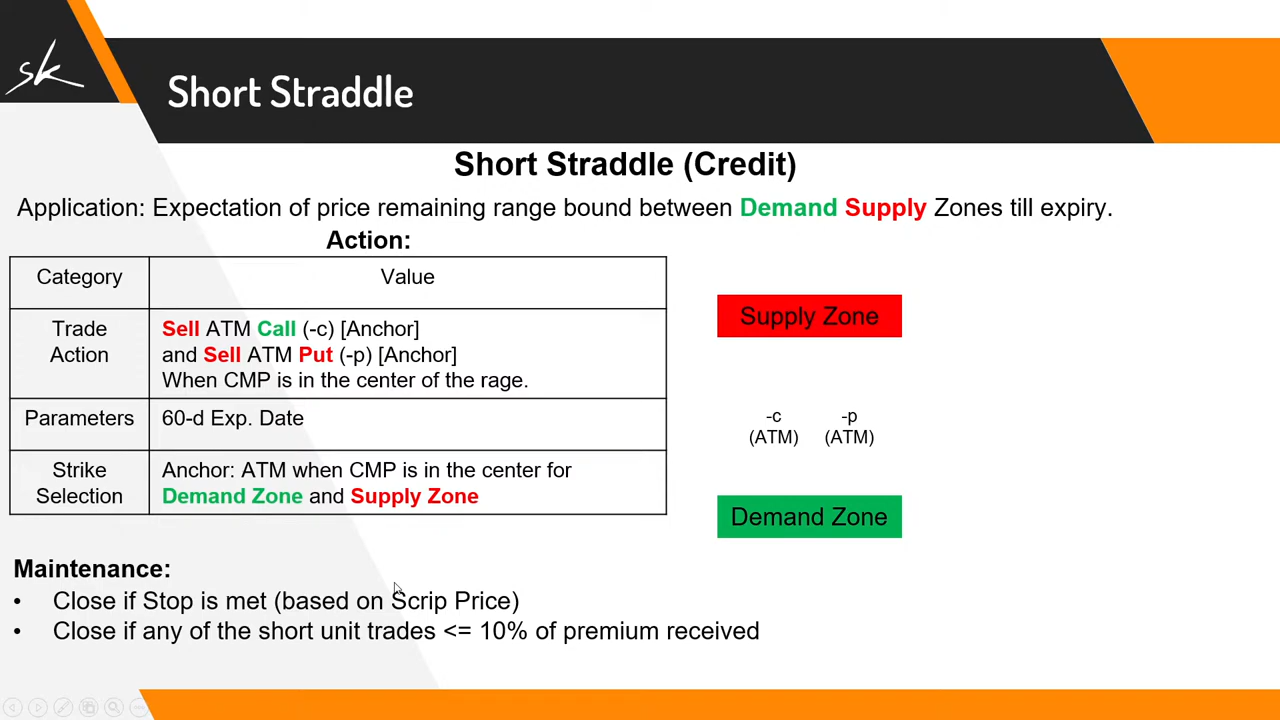 sk
Short Straddle
Short Straddle (Credit)
Application: Expectation of price remaining range bound between Demand Supply Zones till expiry.
Action:
Category Value
Trade Action
Sell ATM Call (-c) [Anchor]
and Sell ATM Put (-p) [Anchor]
When CMP is in the center of the rage.
Parameters 60-d Exp. Date
Strike Selection
Anchor: ATM when CMP is in the center for
Demand Zone and Supply Zone
Supply Zone
-c -p
(ATM) (ATM)
Demand Zone
Maintenance:
• Close if Stop is met (based on Scrip Price)
• Close if any of the short unit trades <= 10% of premium received